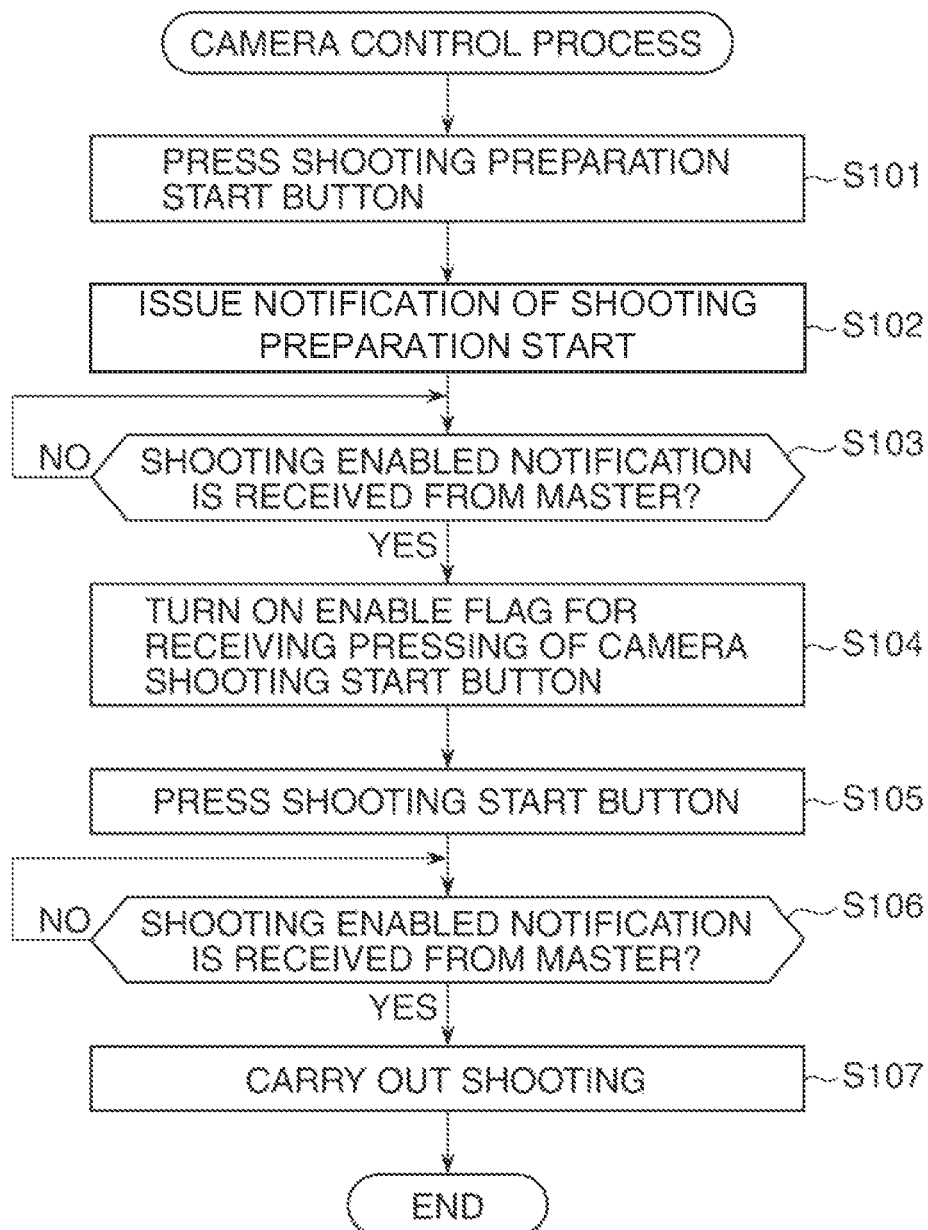 CAMERA CONTROL PROCESS
PRESS SHOOTING PREPARATION
START BUTTON
S101
ISSUE NOTIFICATION OF SHOOTING
PREPARATION START
S102
NO
SHOOTING ENABLED NOTIFICATION
IS RECEIVED FROM MASTER?
S103
YES
TURN ON ENABLE FLAG FOR
RECEIVING PRESSING OF CAMERA
SHOOTING START BUTTON
S104
PRESS SHOOTING START BUTTON
S105
NO
SHOOTING ENABLED NOTIFICATION
IS RECEIVED FROM MASTER?
S106
YES
CARRY OUT SHOOTING
S107
END